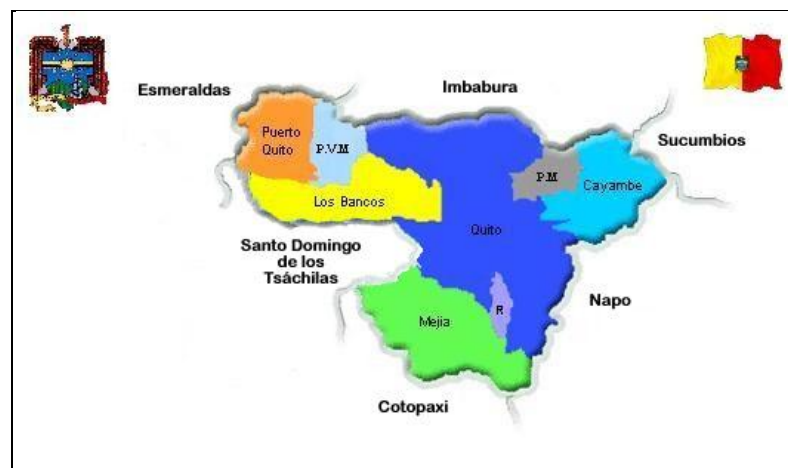 Esmeraldas
Imbabura
Sucumbios
Puerto
Quito
P.V.M
P.M
Cayambe
Los Bancos
Quito
Santo Domingo
de los
Tsáchilas
Napo
R
Mejia
Cotopaxi